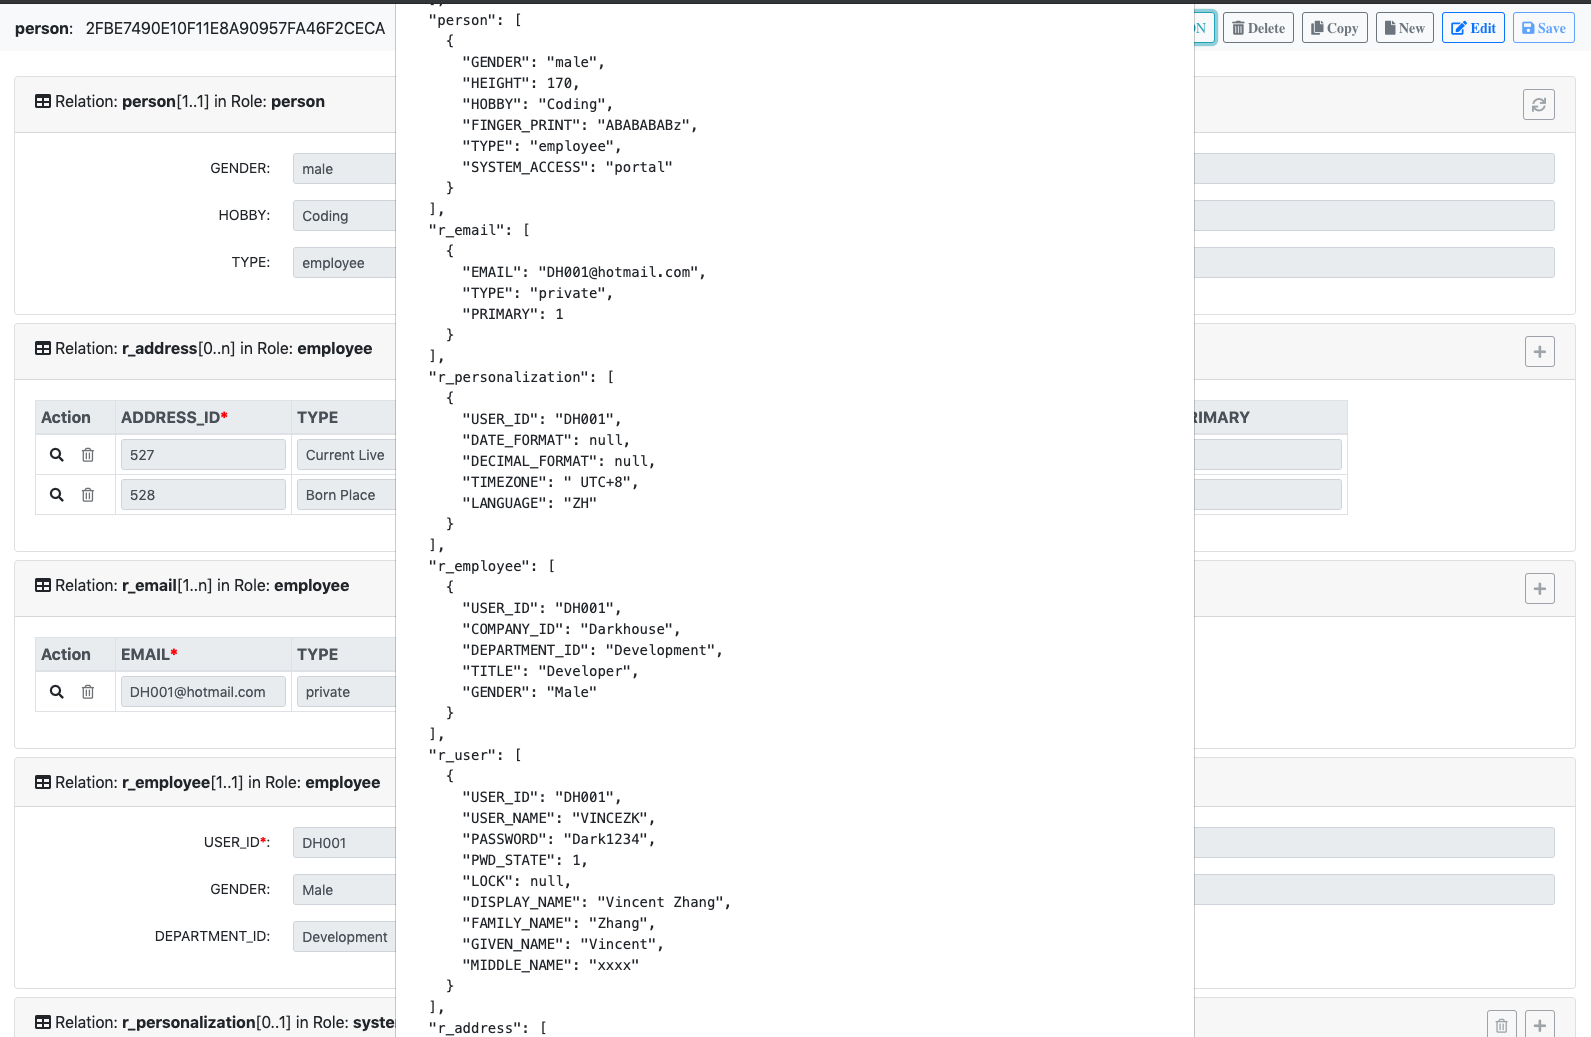 person: 2FBE7490E10F11E8A90957FA46F2CECA
Delete Copy New Edit Save
Relation: person[1..1] in Role: person
GENDER: male
HOBBY: Coding
TYPE: employee
Relation: r_address[0..n] in Role: employee
Action ADDRESS_ID* TYPE
527 Current Live
528 Born Place
Relation: r_email[1..n] in Role: employee
Action EMAIL* TYPE
DH001@hotmail.com private
Relation: r_employee[1..1] in Role: employee
USER_ID*: DH001
GENDER: Male
DEPARTMENT_ID: Development
Relation: r_personalization[0..1] in Role: syste
"person": [
{
"GENDER": "male",
"HEIGHT": 170,
"HOBBY": "Coding",
"FINGER_PRINT": "ABABABABz",
"TYPE": "employee",
"SYSTEM_ACCESS": "portal"
}
],
"r_email": [
{
"EMAIL": "DH001@hotmail.com",
"TYPE": "private",
"PRIMARY": 1
}
],
"r_personalization": [
{
"USER_ID": "DH001",
"DATE_FORMAT": null,
"DECIMAL_FORMAT": null,
"TIMEZONE": " UTC+8",
"LANGUAGE": "ZH"
}
],
"r_employee": [
{
"USER_ID": "DH001",
"COMPANY_ID": "Darkhouse",
"DEPARTMENT_ID": "Development",
"TITLE": "Developer",
"GENDER": "Male"
}
],
"r_user": [
{
"USER_ID": "DH001",
"USER_NAME": "VINCEZK",
"PASSWORD": "Dark1234",
"PWD_STATE": 1,
"LOCK": null,
"DISPLAY_NAME": "Vincent Zhang",
"FAMILY_NAME": "Zhang",
"GIVEN_NAME": "Vincent",
"MIDDLE_NAME": "xxxx"
}
],
"r_address": [
RIMARY